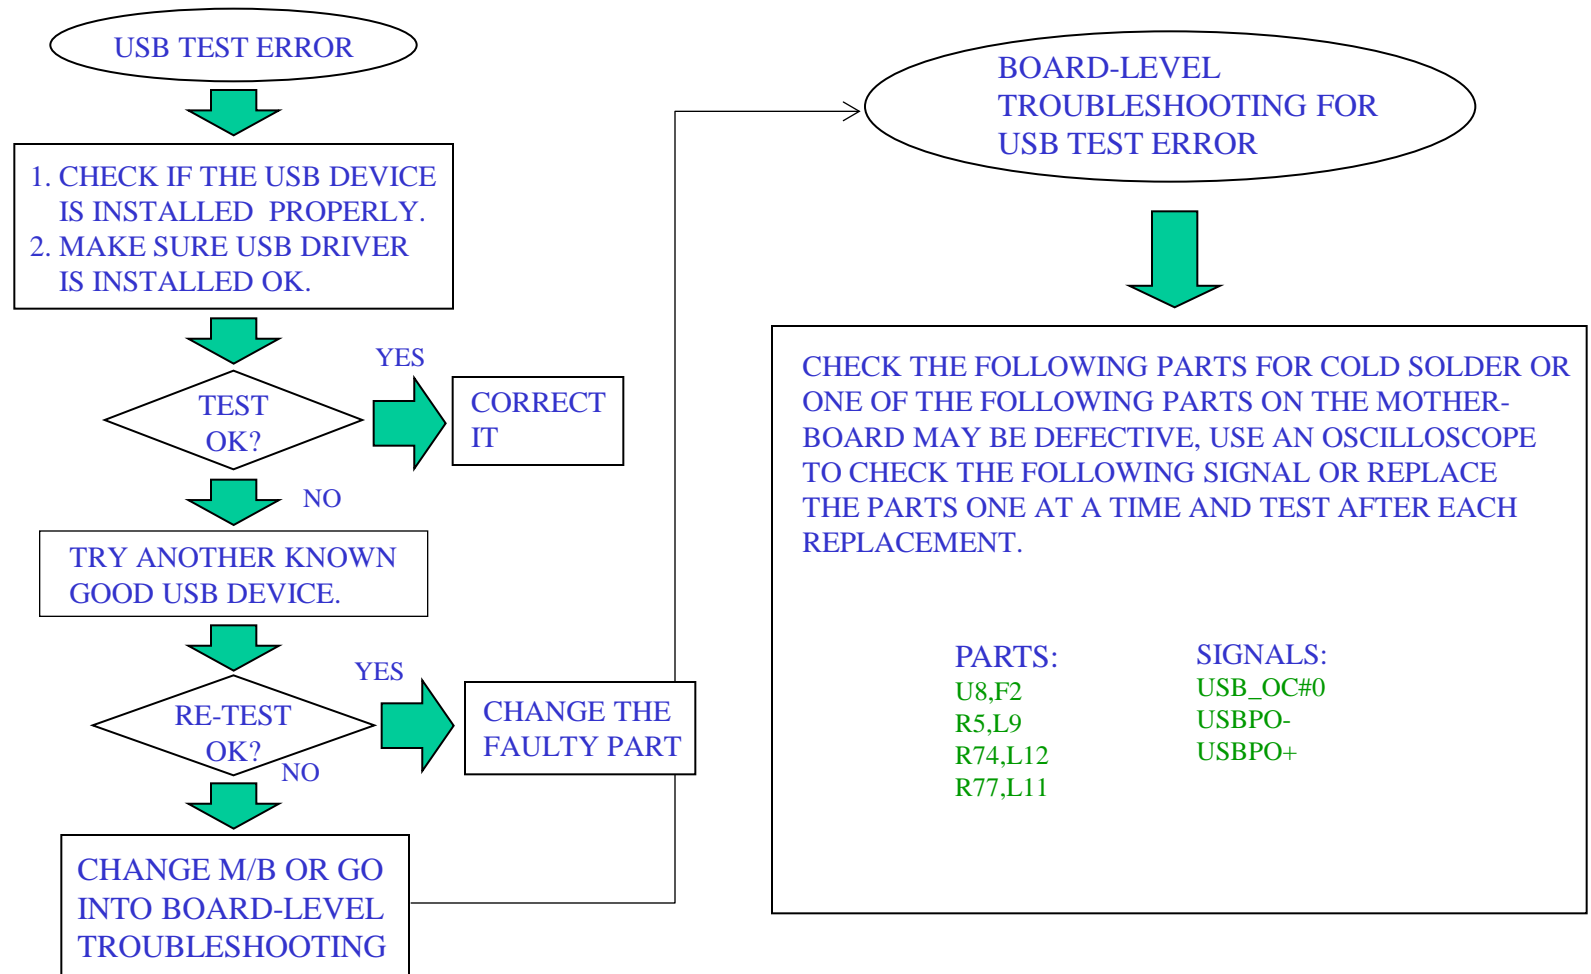 USB TEST ERROR
1. CHECK IF THE USB DEVICE
IS INSTALLED PROPERLY.
2. MAKE SURE USB DRIVER
IS INSTALLED OK.
TEST
OK?
YES
CORRECT
IT
NO
TRY ANOTHER KNOWN
GOOD USB DEVICE.
RE-TEST
OK?
YES
CHANGE THE
FAULTY PART
NO
CHANGE M/B OR GO
INTO BOARD-LEVEL
TROUBLESHOOTING
BOARD-LEVEL
TROUBLESHOOTING FOR
USB TEST ERROR
CHECK THE FOLLOWING PARTS FOR COLD SOLDER OR
ONE OF THE FOLLOWING PARTS ON THE MOTHER-
BOARD MAY BE DEFECTIVE, USE AN OSCILLOSCOPE
TO CHECK THE FOLLOWING SIGNAL OR REPLACE
THE PARTS ONE AT A TIME AND TEST AFTER EACH
REPLACEMENT.
PARTS:
U8,F2
R5,L9
R74,L12
R77,L11
SIGNALS:
USB_OC#0
USBPO-
USBPO+